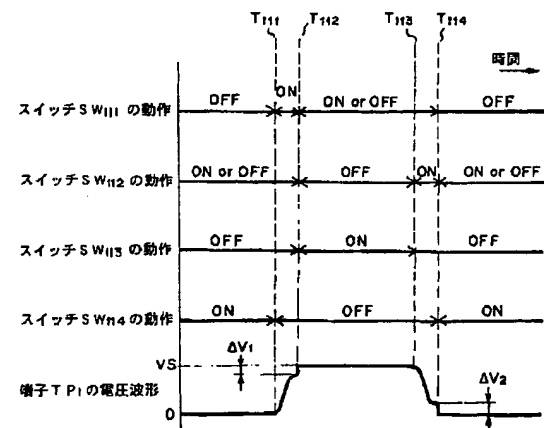 T111 T112 T113 T114
時間
スイッチSW111の動作 OFF ON ON or OFF OFF
スイッチSW112の動作 ON or OFF OFF ON ON or OFF
スイッチSW113の動作 OFF ON OFF
スイッチSW114の動作 ON OFF ON
VS ΔV1
端子TP1の電圧波形 ΔV2
0